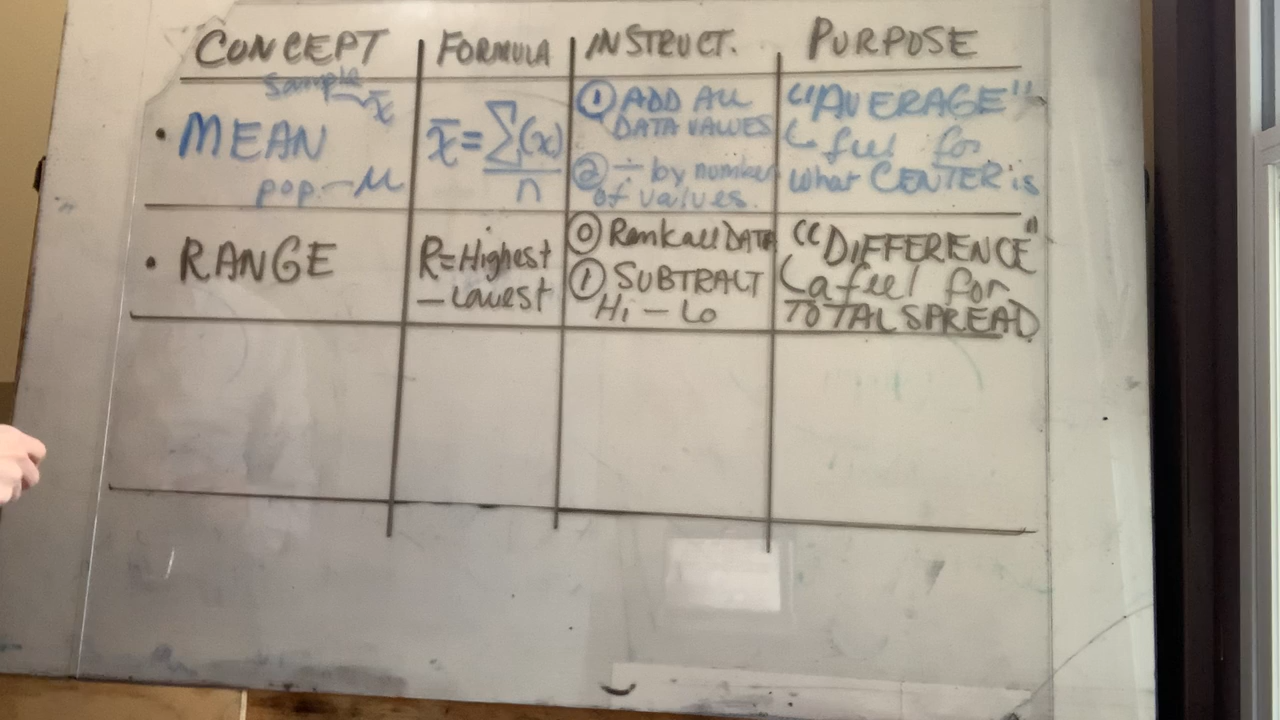 CONCEPT FORMULA INSTRUCT. PURPOSE
Sample x̄
• MEAN
pop. — μ
x̄ = Σ(x)
n
① ADD ALL
DATA VALUES
② ÷ by number
of values.
"AVERAGE"
↳ feel for
what CENTER is
• RANGE
R = Highest
— Lowest
⓪ Rank all DATA
① SUBTRACT
Hi — Lo
"DIFFERENCE"
↳ a feel for
TOTAL SPREAD